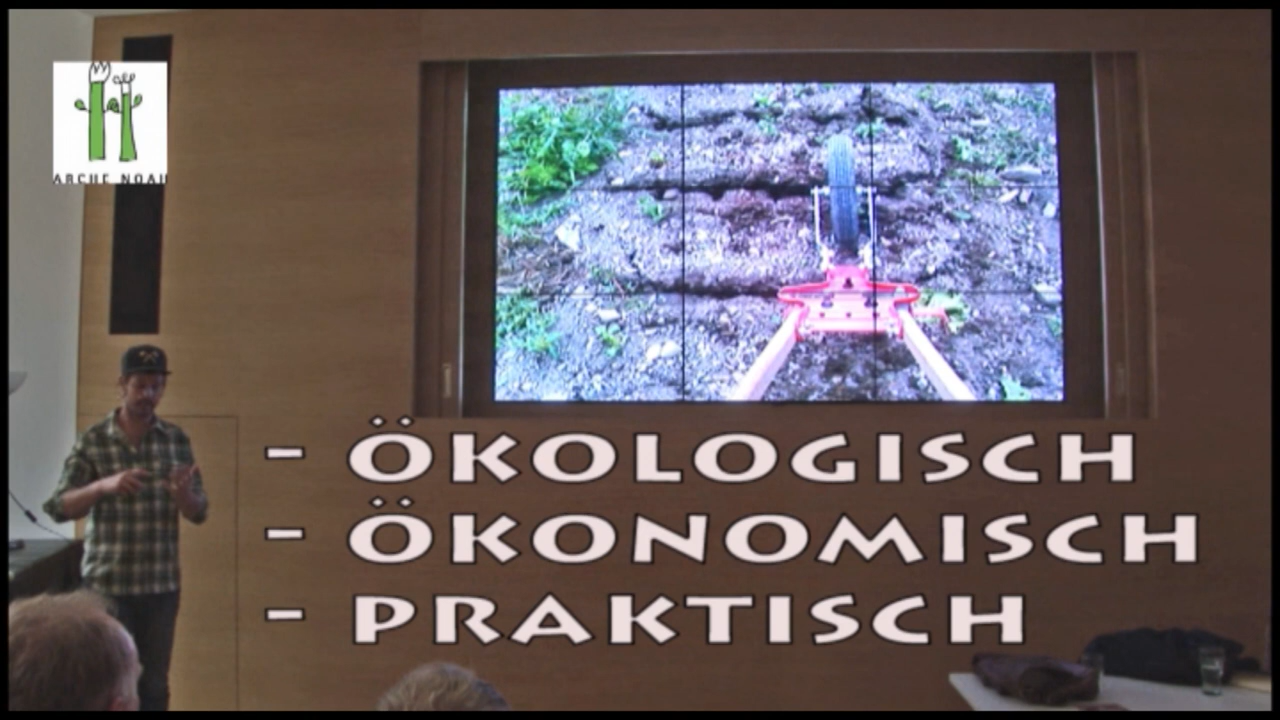 ARCHE NOAH
- ÖKOLOGISCH
- ÖKONOMISCH
- PRAKTISCH